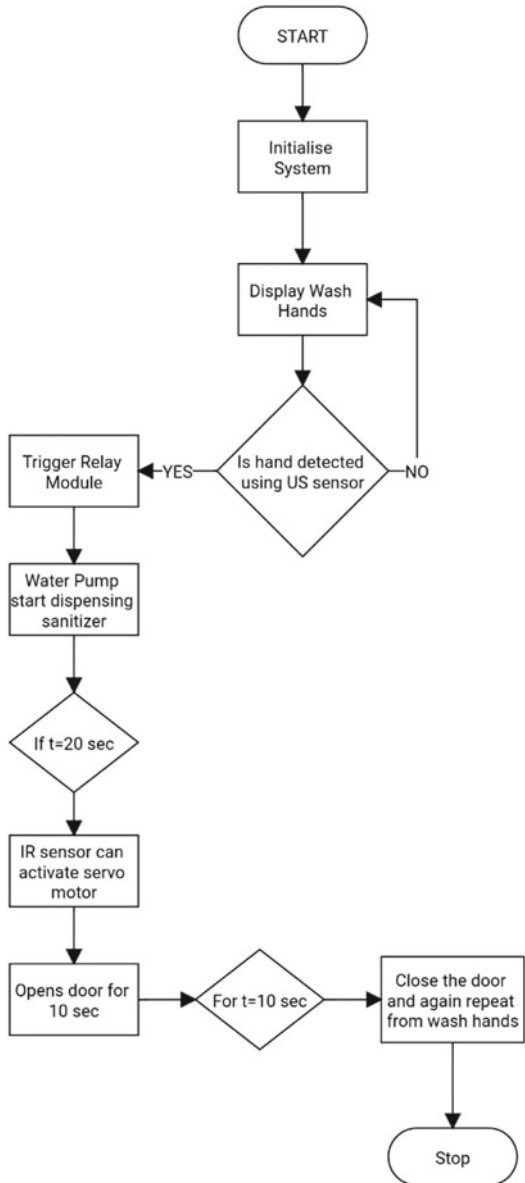 START
Initialise
System
Display Wash
Hands
Is hand detected
using US sensor
NO
YES
Trigger Relay
Module
Water Pump
start dispensing
sanitizer
If t=20 sec
IR sensor can
activate servo
motor
Opens door for
10 sec
For t=10 sec
Close the door
and again repeat
from wash hands
Stop